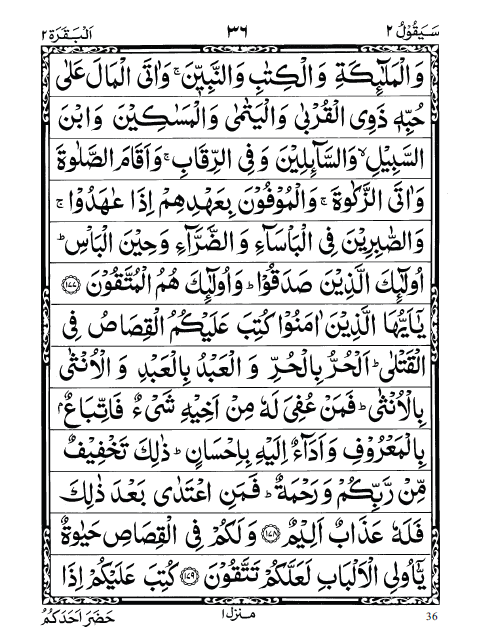 سَيَقُوْلُ ٢ ٣٦ اَلْبَقَرَة ٢
وَالْمَلٰٓئِكَةِ وَالْكِتٰبِ وَالنَّبِيّٖنَ ۚ وَاٰتَى الْمَالَ عَلٰى
حُبِّهٖ ذَوِى الْقُرْبٰى وَالْيَتٰمٰى وَالْمَسٰكِيْنَ وَابْنَ
السَّبِيْلِ ۙ وَالسَّآئِلِيْنَ وَفِى الرِّقَابِ ۚ وَاَقَامَ الصَّلٰوةَ
وَاٰتَى الزَّكٰوةَ ۚ وَالْمُوْفُوْنَ بِعَهْدِهِمْ اِذَا عٰهَدُوْا ۚ
وَالصّٰبِرِيْنَ فِى الْبَاْسَآءِ وَ الضَّرَّآءِ وَحِيْنَ الْبَاْسِ ؕ
اُولٰٓئِكَ الَّذِيْنَ صَدَقُوْا ؕ وَاُولٰٓئِكَ هُمُ الْمُتَّقُوْنَ ﴿١٧٧﴾
يٰٓاَيُّهَا الَّذِيْنَ اٰمَنُوْا كُتِبَ عَلَيْكُمُ الْقِصَاصُ فِى
الْقَتْلٰى ؕ اَلْحُرُّ بِالْحُرِّ وَ الْعَبْدُ بِالْعَبْدِ وَ الْاُنْثٰى
بِالْاُنْثٰى ؕ فَمَنْ عُفِىَ لَهٗ مِنْ اَخِيْهِ شَىْءٌ فَاتِّبَاعٌۢ
بِالْمَعْرُوْفِ وَ اَدَآءٌ اِلَيْهِ بِاِحْسَانٍ ؕ ذٰلِكَ تَخْفِيْفٌ
مِّنْ رَّبِّكُمْ وَ رَحْمَةٌ ؕ فَمَنِ اعْتَدٰى بَعْدَ ذٰلِكَ
فَلَهٗ عَذَابٌ اَلِيْمٌ ﴿١٧٨﴾ وَ لَكُمْ فِى الْقِصَاصِ حَيٰوةٌ
يّٰٓاُولِى الْاَلْبَابِ لَعَلَّكُمْ تَتَّقُوْنَ ﴿١٧٩﴾ كُتِبَ عَلَيْكُمْ اِذَا
حَضَرَ اَحَدَكُمُ منزل ١ 36